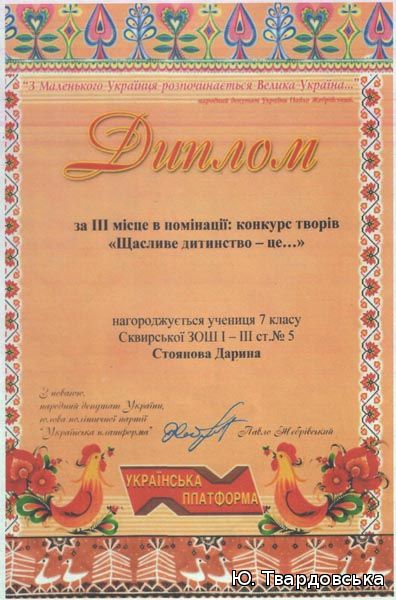 "З Маленького Українця розпочинається Велика Україна..."
народний депутат України Павло Жебрівський.
Диплом
за III місце в номінації: конкурс творів
«Щасливе дитинство – це…»
нагороджується учениця 7 класу
Сквирської ЗОШ І – ІІІ ст.№ 5
Стоянова Дарина
З повагою,
народний депутат України,
голова політичної партії
"Українська платформа"
Павло Жебрівський
УКРАЇНСЬКА
ПЛАТФОРМА
Ю. Твардовська